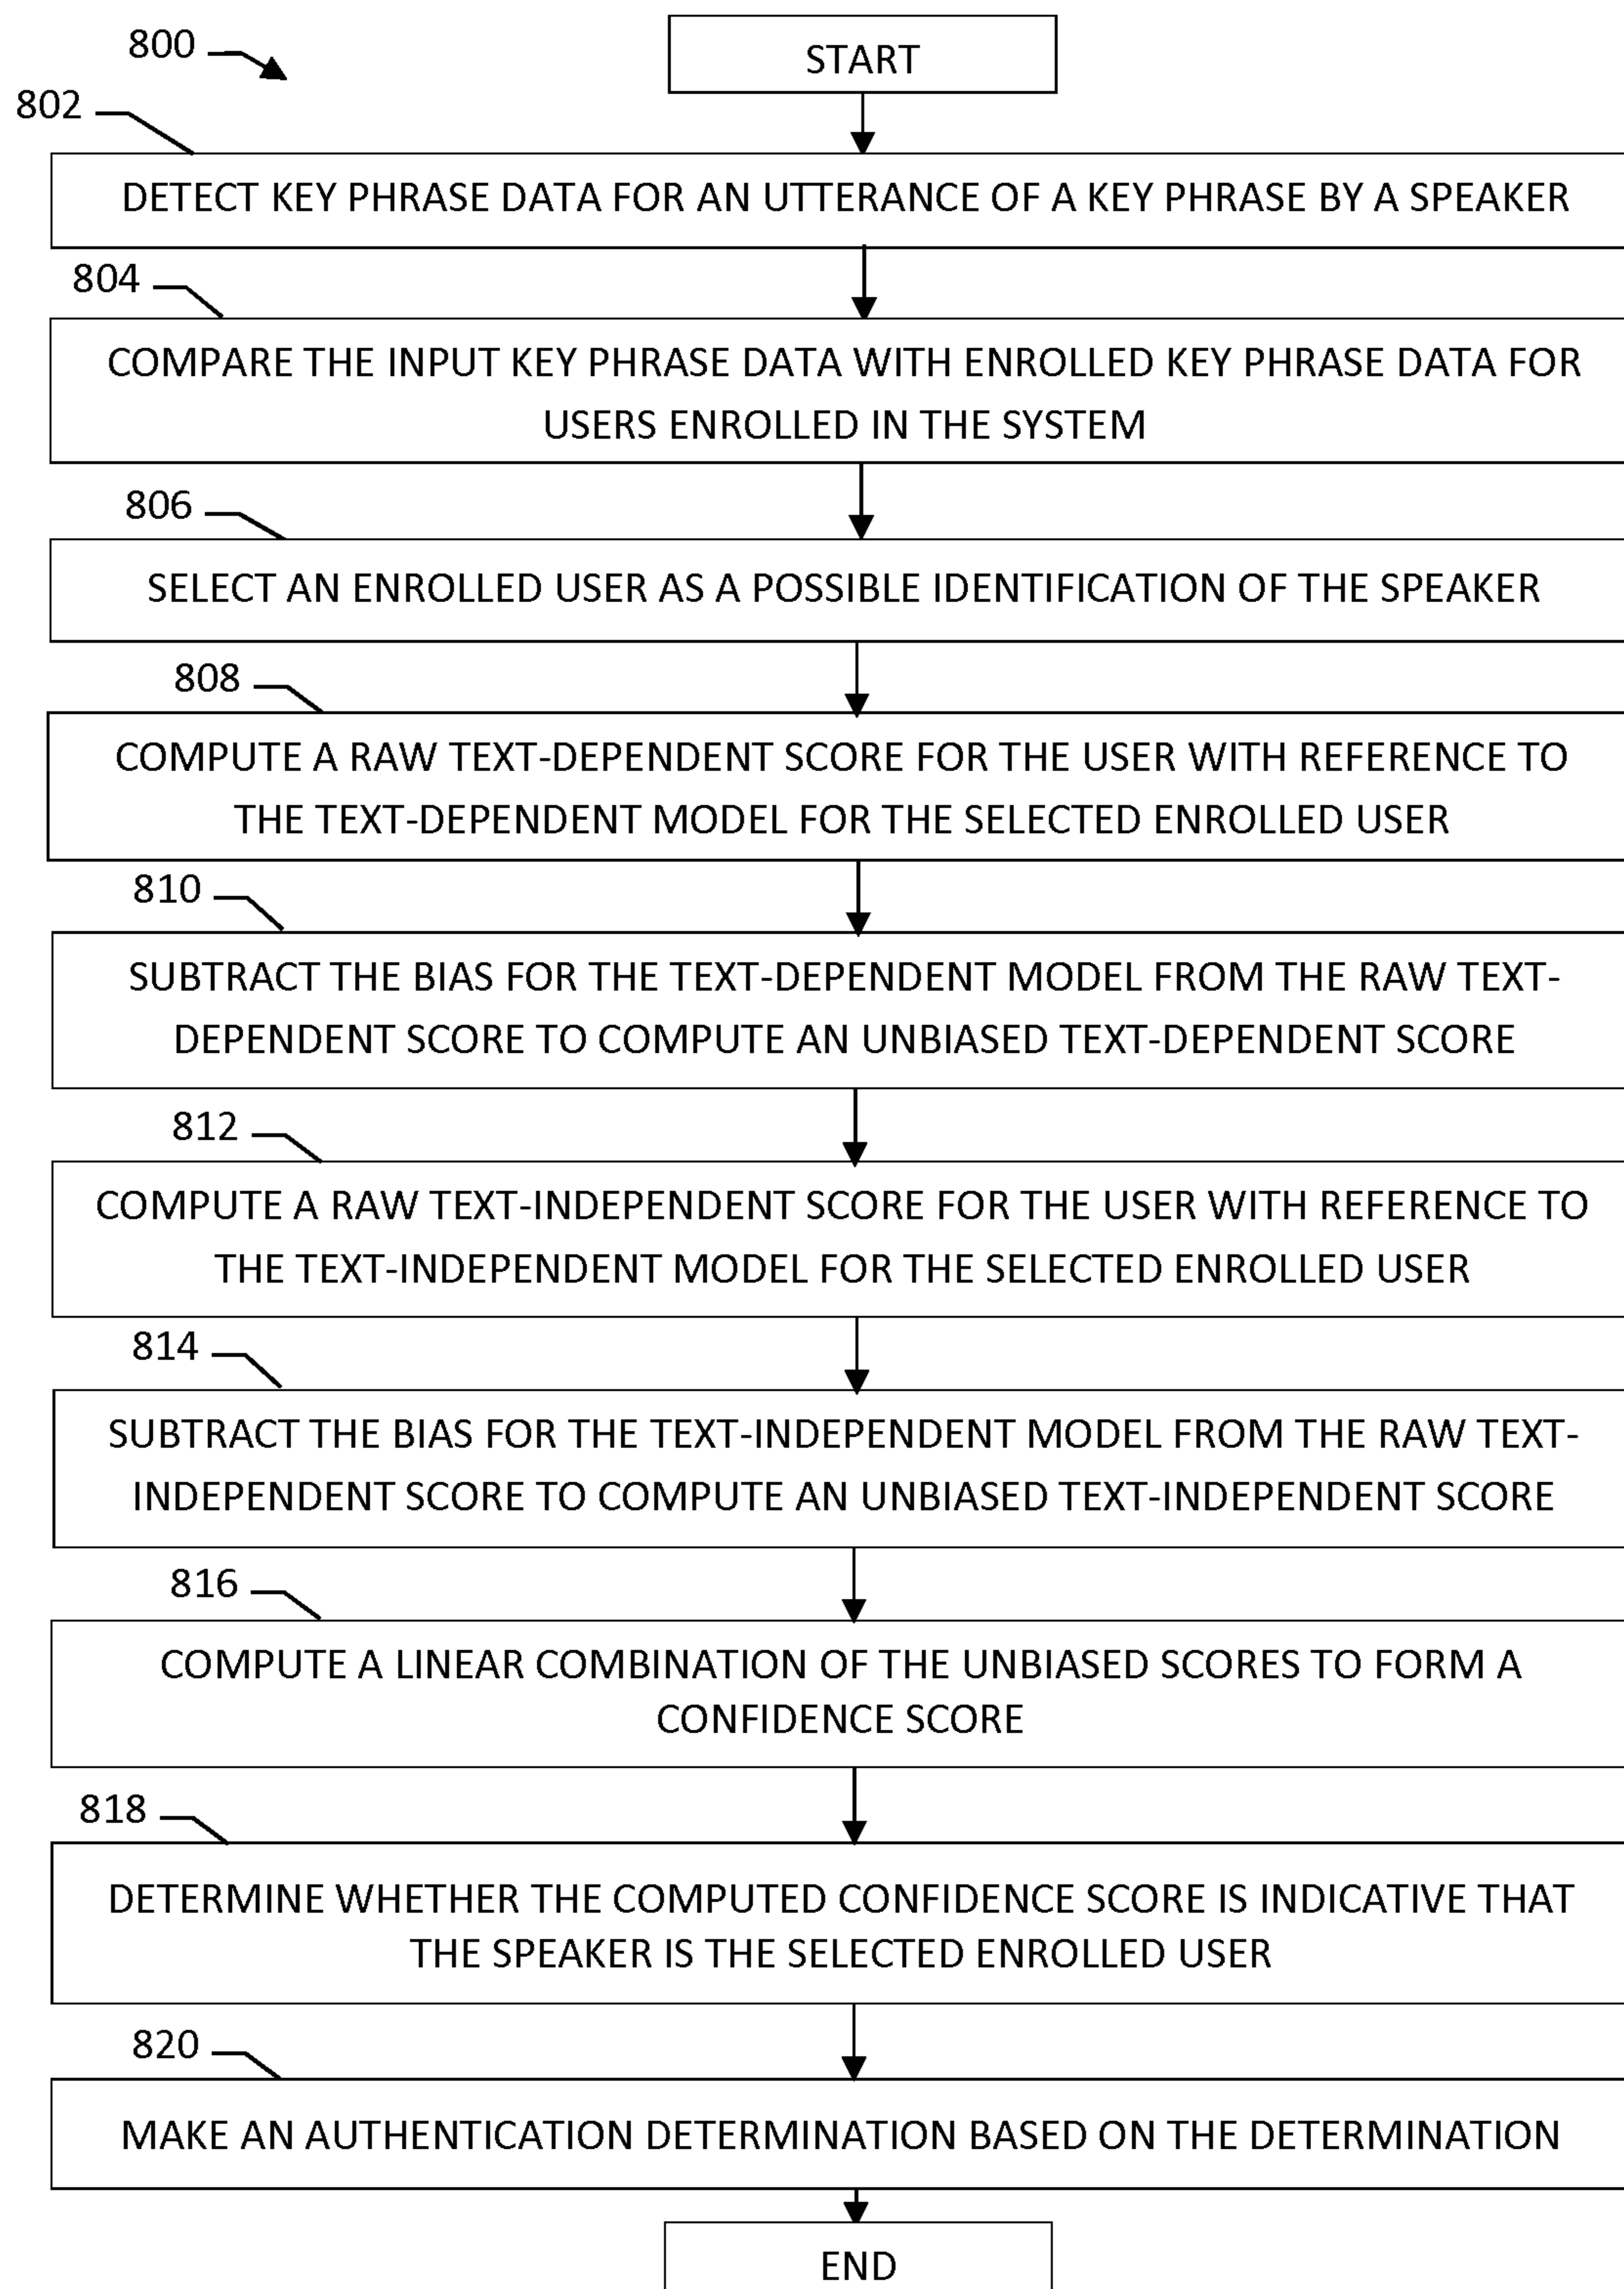 800
START
802
DETECT KEY PHRASE DATA FOR AN UTTERANCE OF A KEY PHRASE BY A SPEAKER
804
COMPARE THE INPUT KEY PHRASE DATA WITH ENROLLED KEY PHRASE DATA FOR
USERS ENROLLED IN THE SYSTEM
806
SELECT AN ENROLLED USER AS A POSSIBLE IDENTIFICATION OF THE SPEAKER
808
COMPUTE A RAW TEXT-DEPENDENT SCORE FOR THE USER WITH REFERENCE TO
THE TEXT-DEPENDENT MODEL FOR THE SELECTED ENROLLED USER
810
SUBTRACT THE BIAS FOR THE TEXT-DEPENDENT MODEL FROM THE RAW TEXT-
DEPENDENT SCORE TO COMPUTE AN UNBIASED TEXT-DEPENDENT SCORE
812
COMPUTE A RAW TEXT-INDEPENDENT SCORE FOR THE USER WITH REFERENCE TO
THE TEXT-INDEPENDENT MODEL FOR THE SELECTED ENROLLED USER
814
SUBTRACT THE BIAS FOR THE TEXT-INDEPENDENT MODEL FROM THE RAW TEXT-
INDEPENDENT SCORE TO COMPUTE AN UNBIASED TEXT-INDEPENDENT SCORE
816
COMPUTE A LINEAR COMBINATION OF THE UNBIASED SCORES TO FORM A
CONFIDENCE SCORE
818
DETERMINE WHETHER THE COMPUTED CONFIDENCE SCORE IS INDICATIVE THAT
THE SPEAKER IS THE SELECTED ENROLLED USER
820
MAKE AN AUTHENTICATION DETERMINATION BASED ON THE DETERMINATION
END